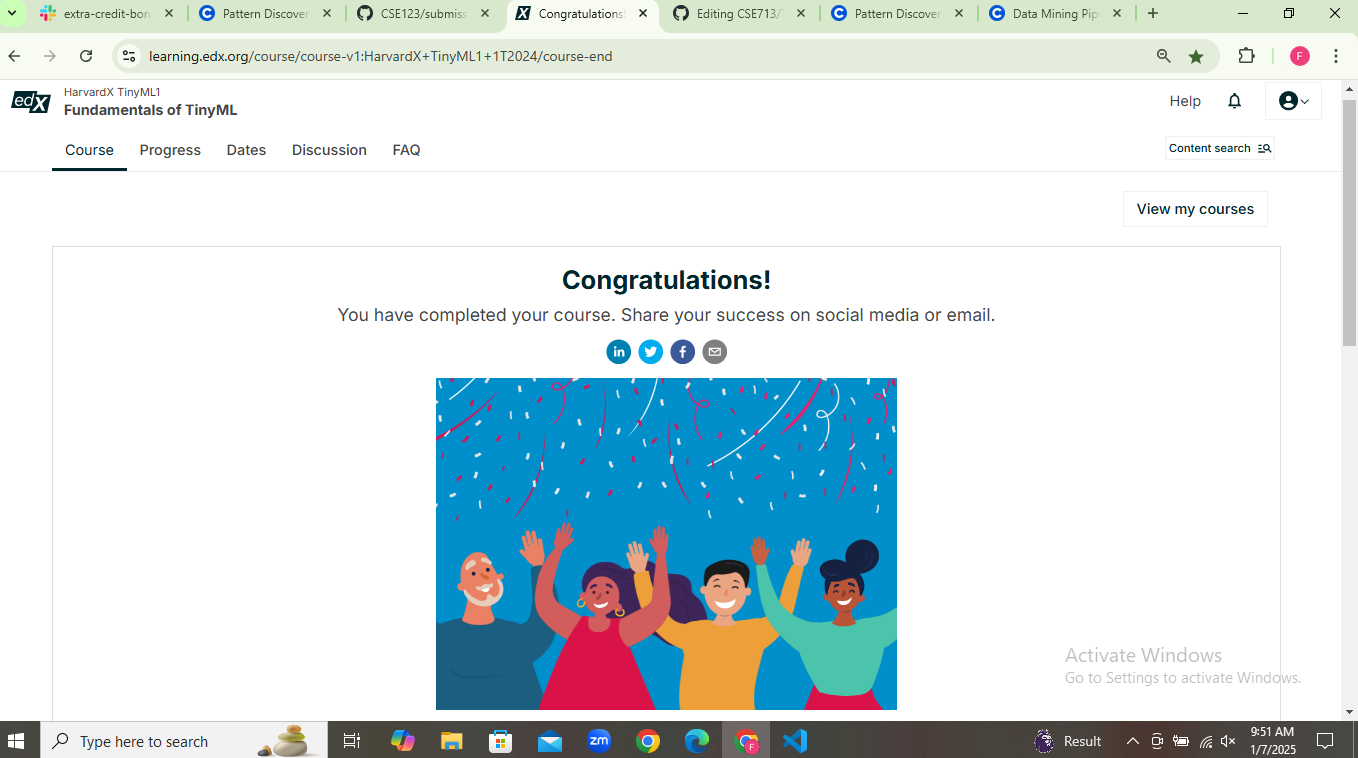 extra-credit-bon
Pattern Discover
CSE123/submiss
Congratulations!
Editing CSE713/
Pattern Discover
Data Mining Pip
learning.edx.org/course/course-v1:HarvardX+TinyML1+1T2024/course-end
F
edX
HarvardX TinyML1
Fundamentals of TinyML
Help
Course
Progress
Dates
Discussion
FAQ
Content search
View my courses
Congratulations!
You have completed your course. Share your success on social media or email.
in
f
Activate Windows
Go to Settings to activate Windows.
Type here to search
zm
F
Result
9:51 AM
1/7/2025